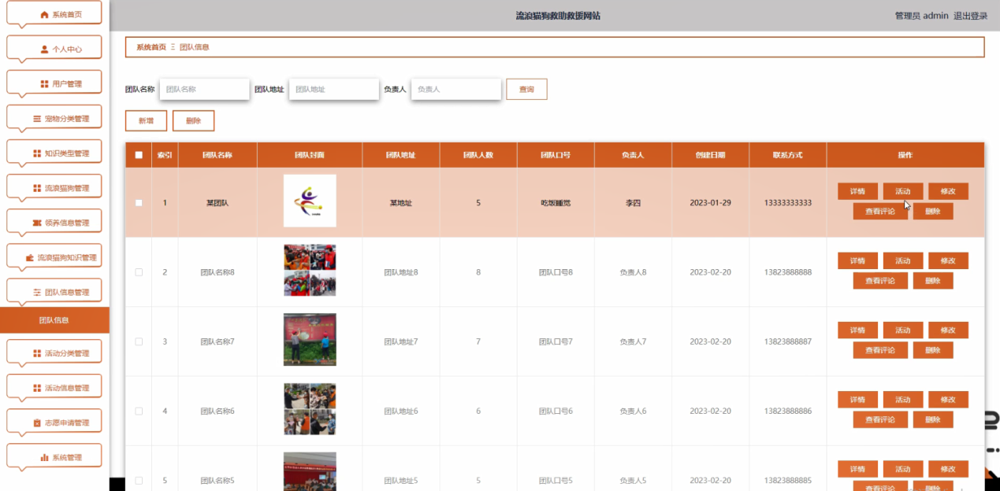 流浪猫狗救助救援网站
管理员 admin 退出登录
系统首页
个人中心
用户管理
宠物分类管理
知识类型管理
流浪猫狗管理
领养信息管理
流浪猫狗知识管理
团队信息管理
团队信息
活动分类管理
活动信息管理
志愿申请管理
系统管理
系统首页 Ξ 团队信息
团队名称 团队名称 团队地址 团队地址 负责人 负责人 查询
新增 删除
索引 团队名称 团队封面 团队地址 团队人数 团队口号 负责人 创建日期 联系方式 操作
1 某团队 某地址 5 吃饭睡觉 李四 2023-01-29 13333333333 详情 活动 修改
查看评论 删除
2 团队名称8 团队地址8 8 团队口号8 负责人8 2023-02-20 13823888888 详情 活动 修改
查看评论 删除
3 团队名称7 团队地址7 7 团队口号7 负责人7 2023-02-20 13823888887 详情 活动 修改
查看评论 删除
4 团队名称6 团队地址6 6 团队口号6 负责人6 2023-02-20 13823888886 详情 活动 修改
查看评论 删除
5 团队名称5 团队地址5 5 团队口号5 负责人5 2023-02-20 13823888885 详情 活动 修改
查看评论 删除